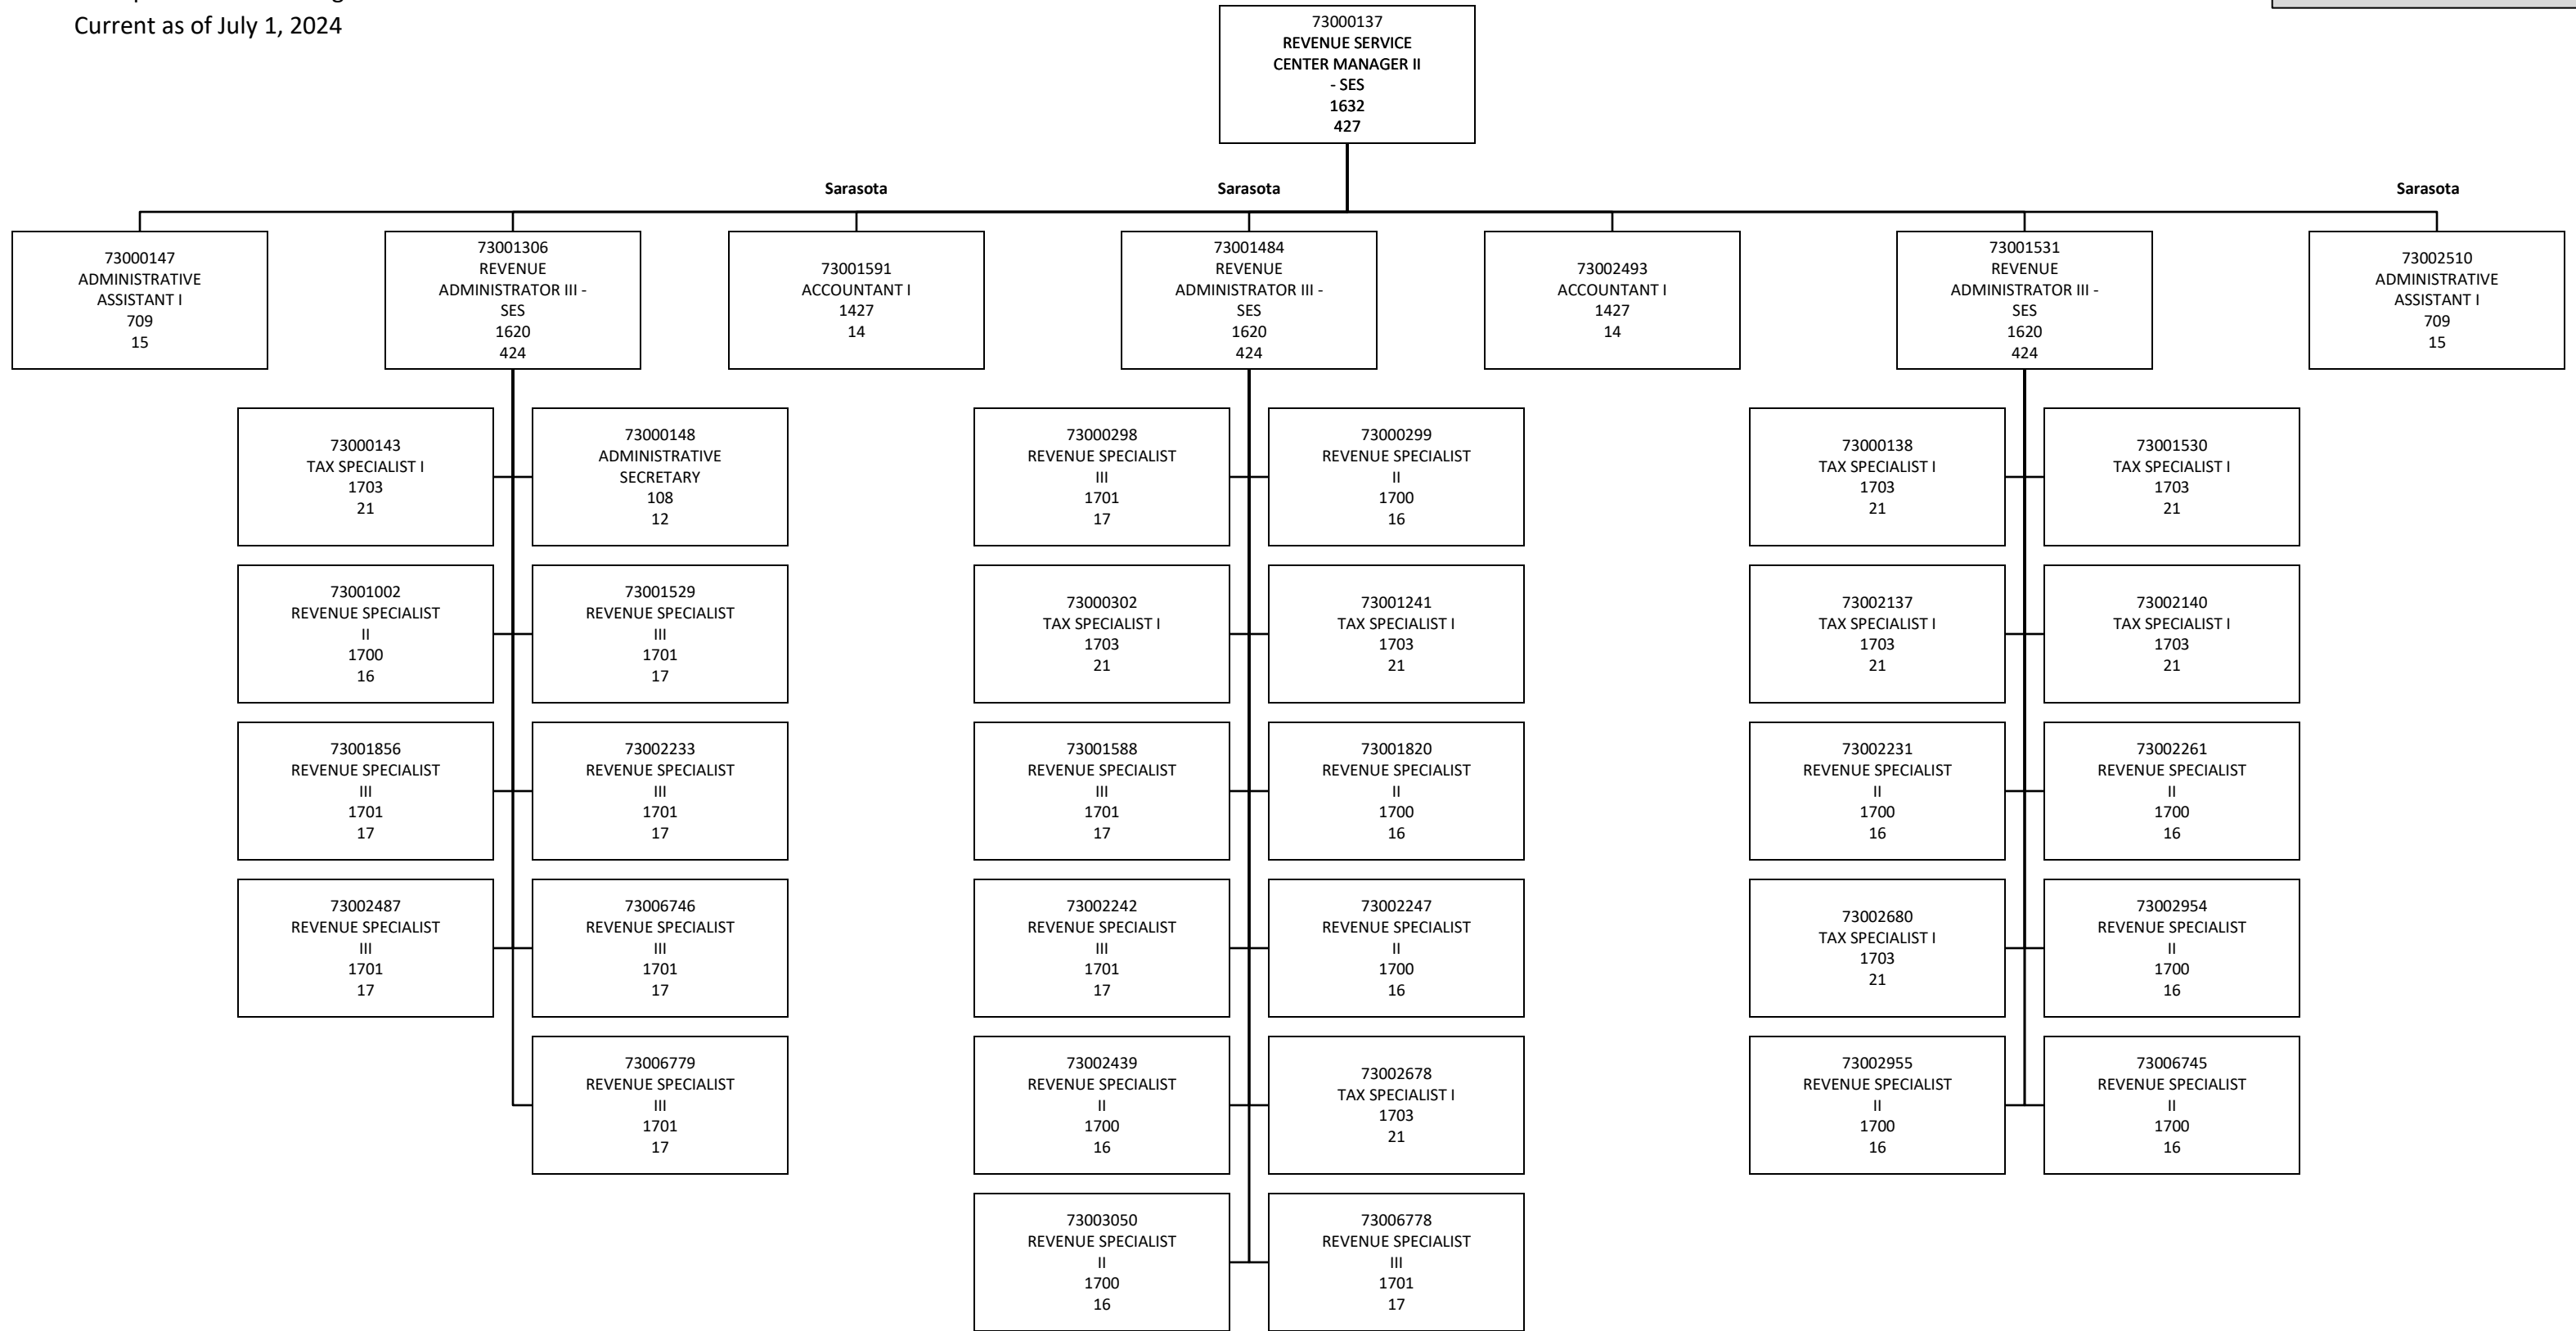 Current as of July 1, 2024
73000137
REVENUE SERVICE
CENTER MANAGER II
- SES
1632
427
Sarasota
Sarasota
Sarasota
73000147
ADMINISTRATIVE
ASSISTANT I
709
15
73001306
REVENUE
ADMINISTRATOR III -
SES
1620
424
73001591
ACCOUNTANT I
1427
14
73001484
REVENUE
ADMINISTRATOR III -
SES
1620
424
73002493
ACCOUNTANT I
1427
14
73001531
REVENUE
ADMINISTRATOR III -
SES
1620
424
73002510
ADMINISTRATIVE
ASSISTANT I
709
15
73000143
TAX SPECIALIST I
1703
21
73000148
ADMINISTRATIVE
SECRETARY
108
12
73000298
REVENUE SPECIALIST
III
1701
17
73000299
REVENUE SPECIALIST
II
1700
16
73000138
TAX SPECIALIST I
1703
21
73001530
TAX SPECIALIST I
1703
21
73001002
REVENUE SPECIALIST
II
1700
16
73001529
REVENUE SPECIALIST
III
1701
17
73000302
TAX SPECIALIST I
1703
21
73001241
TAX SPECIALIST I
1703
21
73002137
TAX SPECIALIST I
1703
21
73002140
TAX SPECIALIST I
1703
21
73001856
REVENUE SPECIALIST
III
1701
17
73002233
REVENUE SPECIALIST
III
1701
17
73001588
REVENUE SPECIALIST
III
1701
17
73001820
REVENUE SPECIALIST
II
1700
16
73002231
REVENUE SPECIALIST
II
1700
16
73002261
REVENUE SPECIALIST
II
1700
16
73002487
REVENUE SPECIALIST
III
1701
17
73006746
REVENUE SPECIALIST
III
1701
17
73002242
REVENUE SPECIALIST
III
1701
17
73002247
REVENUE SPECIALIST
II
1700
16
73002680
TAX SPECIALIST I
1703
21
73002954
REVENUE SPECIALIST
II
1700
16
73006779
REVENUE SPECIALIST
III
1701
17
73002439
REVENUE SPECIALIST
II
1700
16
73002678
TAX SPECIALIST I
1703
21
73002955
REVENUE SPECIALIST
II
1700
16
73006745
REVENUE SPECIALIST
II
1700
16
73003050
REVENUE SPECIALIST
II
1700
16
73006778
REVENUE SPECIALIST
III
1701
17